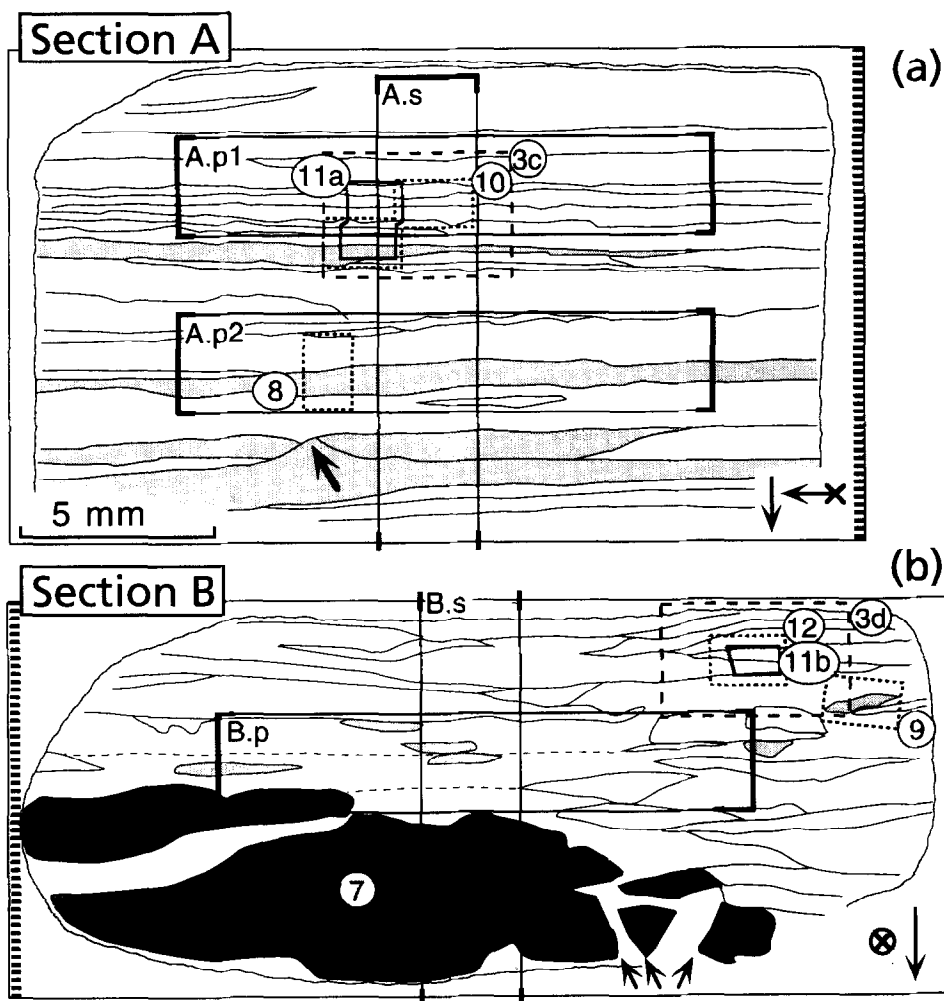 Section A
(a)
A.s
A.p1
11a
3c
10
A.p2
8
5 mm
Section B
(b)
B.s
3d
12
11b
B.p
9
7